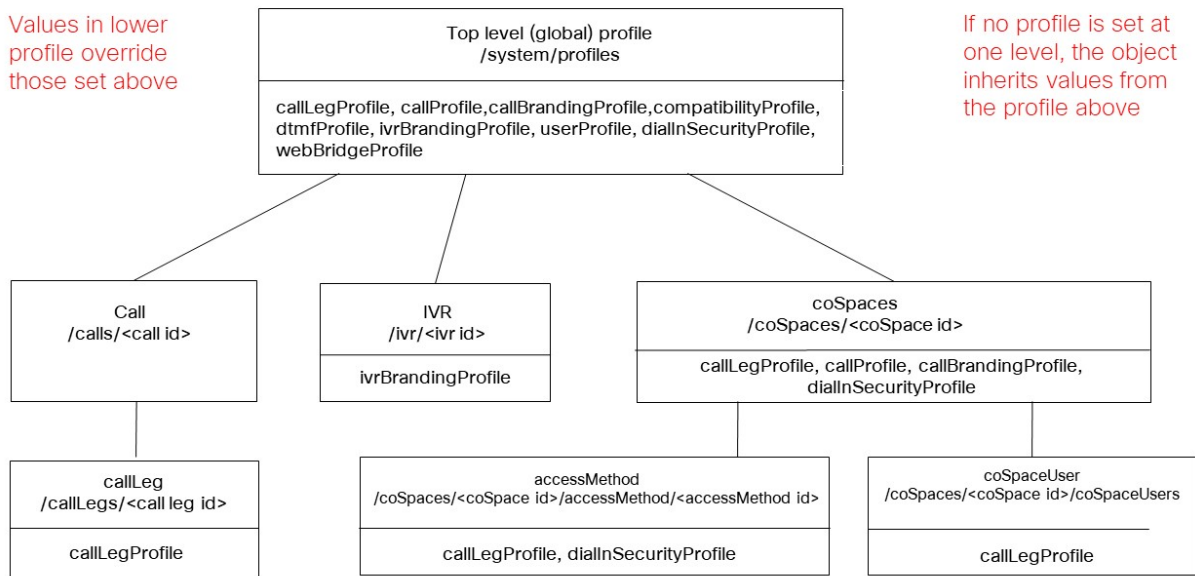 Values in lower
profile override
those set above
Top level (global) profile
/system/profiles
callLegProfile, callProfile,callBrandingProfile,compatibilityProfile,
dtmfProfile, ivrBrandingProfile, userProfile, dialInSecurityProfile,
webBridgeProfile
If no profile is set at
one level, the object
inherits values from
the profile above
Call
/calls/<call id>
IVR
/ivr/<ivr id>
ivrBrandingProfile
coSpaces
/coSpaces/<coSpace id>
callLegProfile, callProfile, callBrandingProfile,
dialInSecurityProfile
callLeg
/callLegs/<call leg id>
callLegProfile
accessMethod
/coSpaces/<coSpace id>/accessMethod/<accessMethod id>
callLegProfile, dialInSecurityProfile
coSpaceUser
/coSpaces/<coSpace id>/coSpaceUsers
callLegProfile